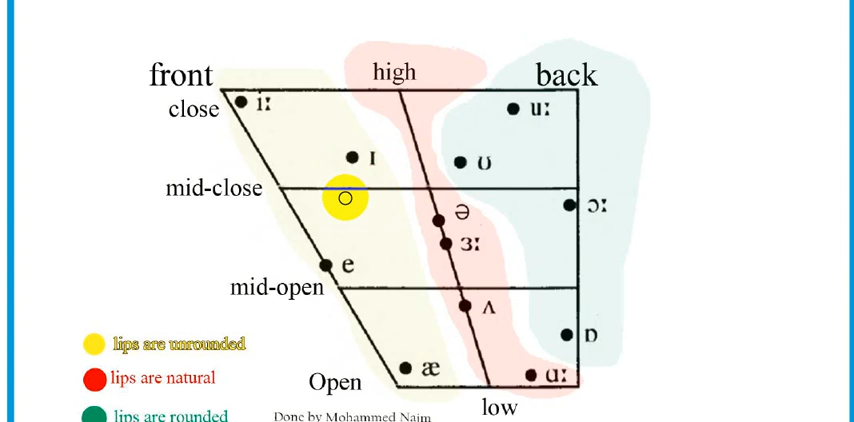 front high back
close iː uː
ɪ ʊ
mid-close
ə ɔː
ɜː
e
mid-open
ʌ
lips are unrounded ɒ
æ
lips are natural Open ɑː
low
lips are rounded Done by Mohammed Naim